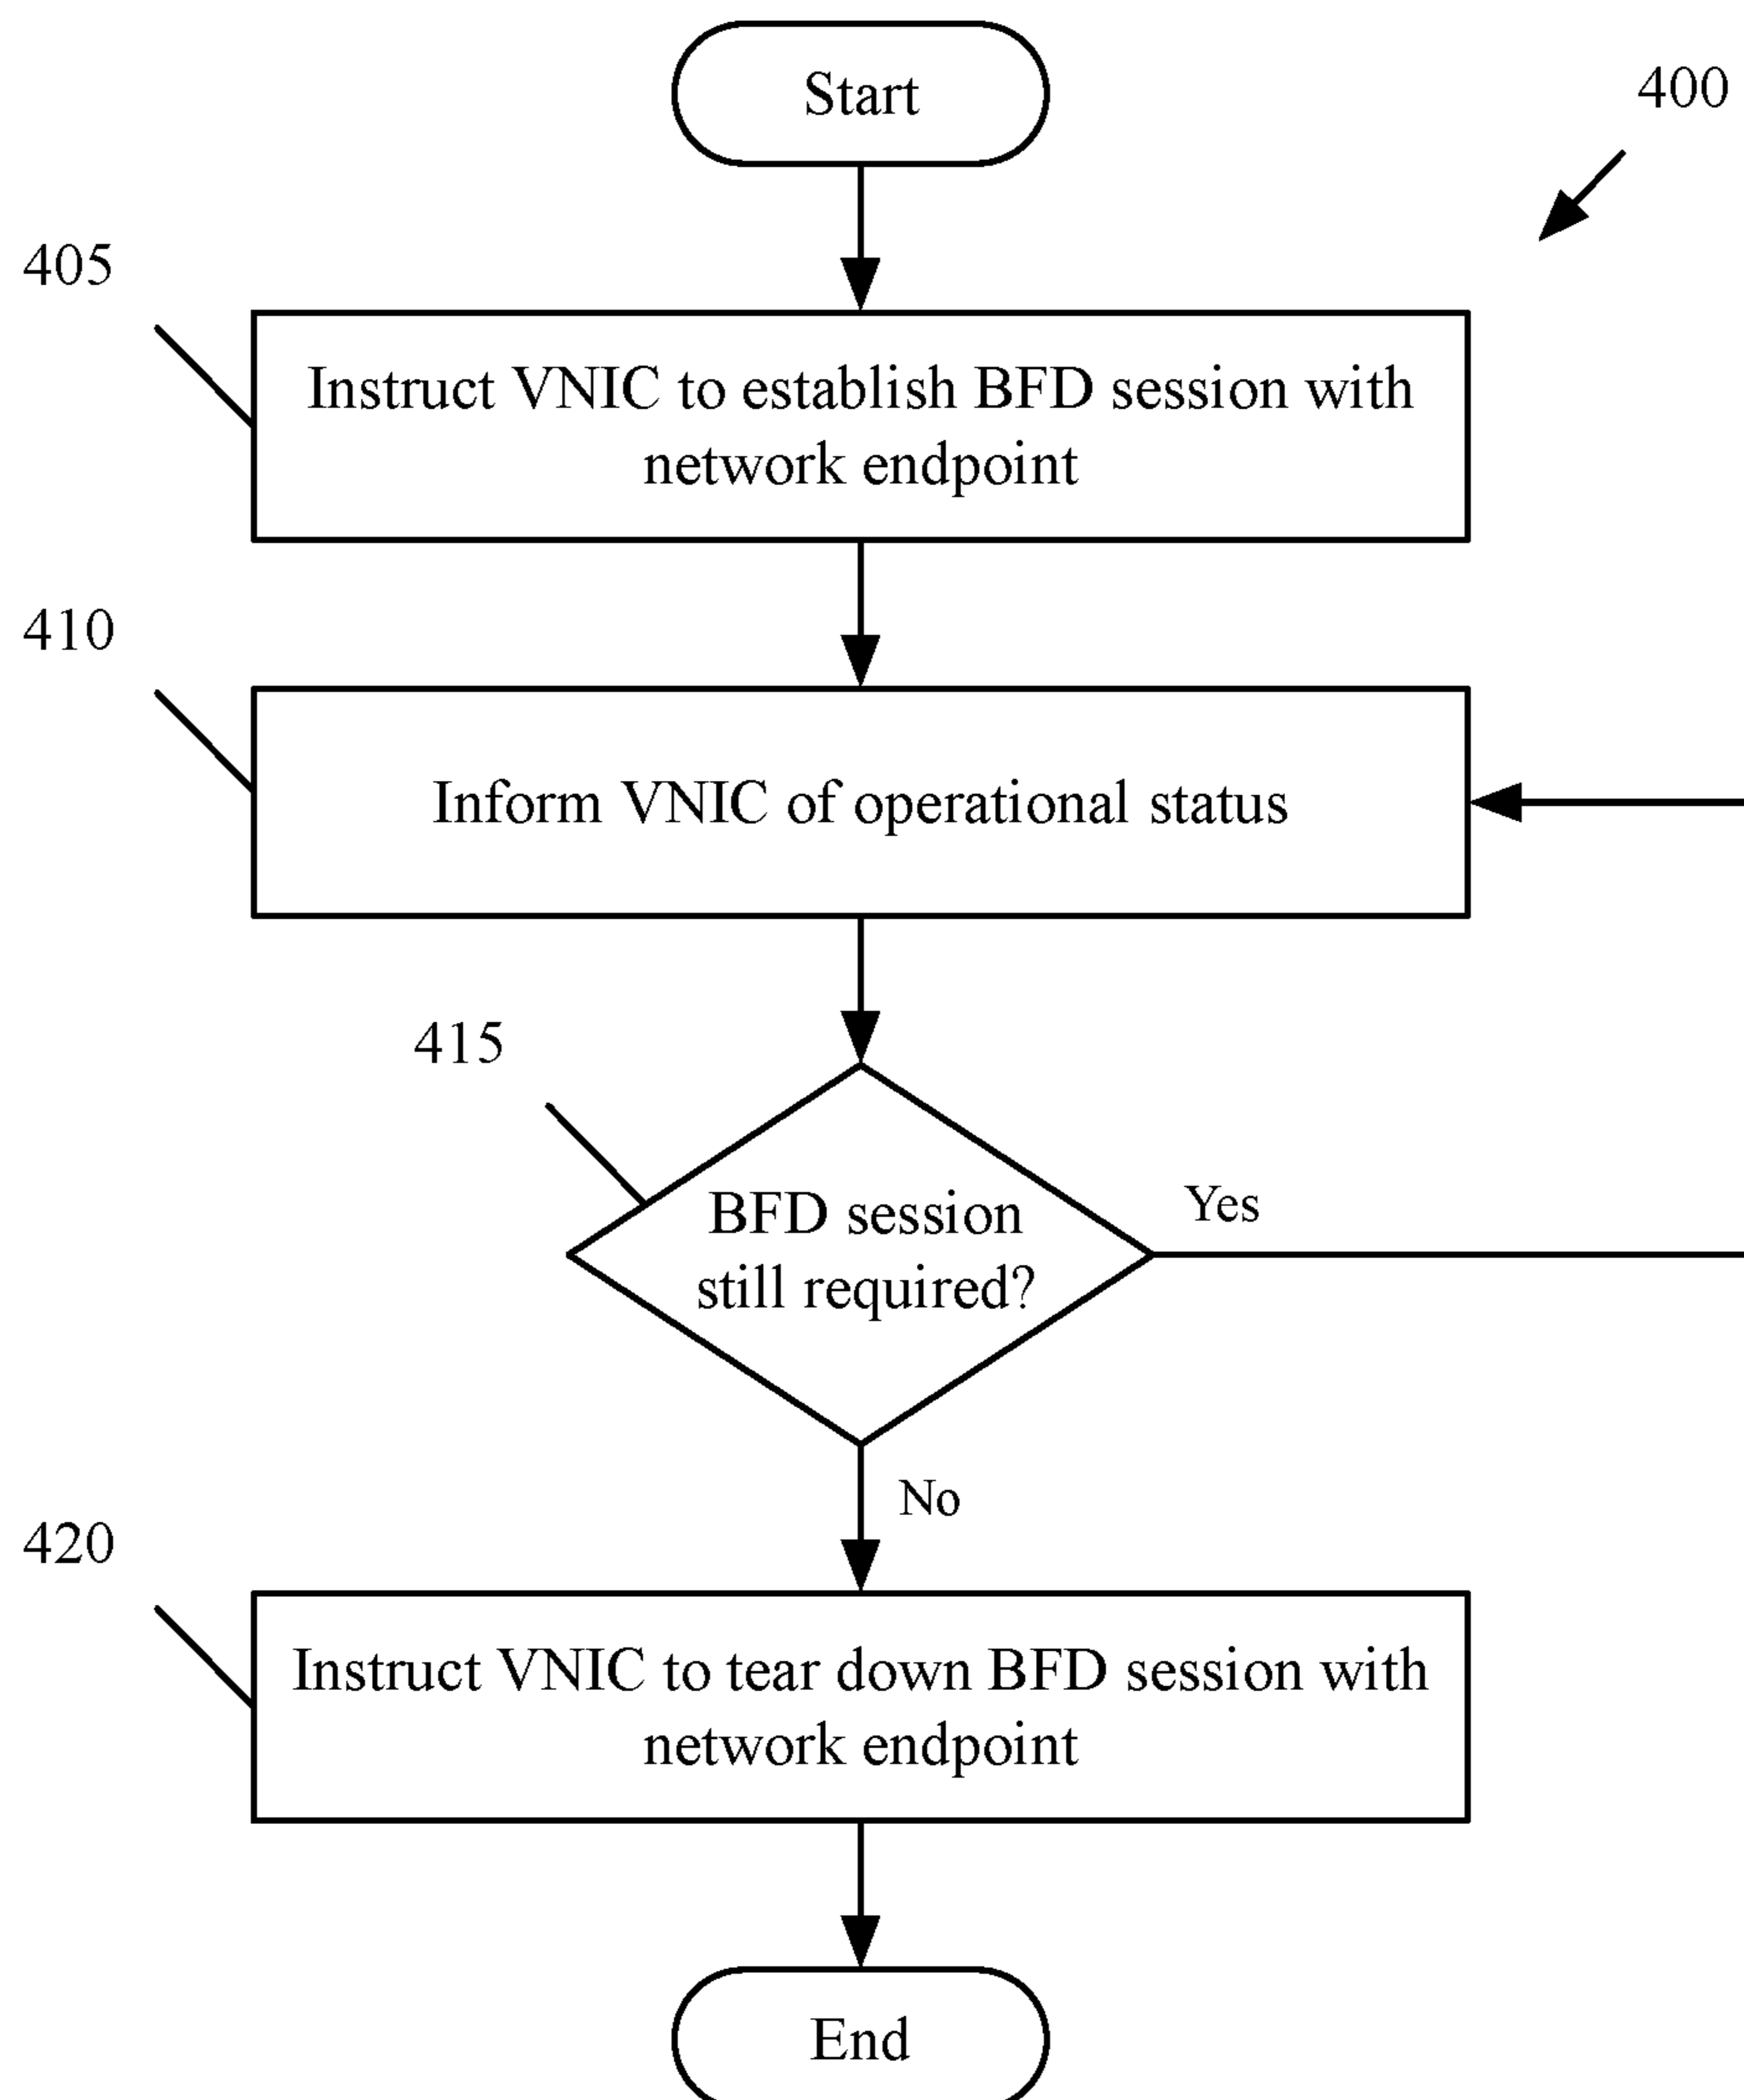 Start
400
405
Instruct VNIC to establish BFD session with
network endpoint
410
Inform VNIC of operational status
415
BFD session
still required?
Yes
No
420
Instruct VNIC to tear down BFD session with
network endpoint
End